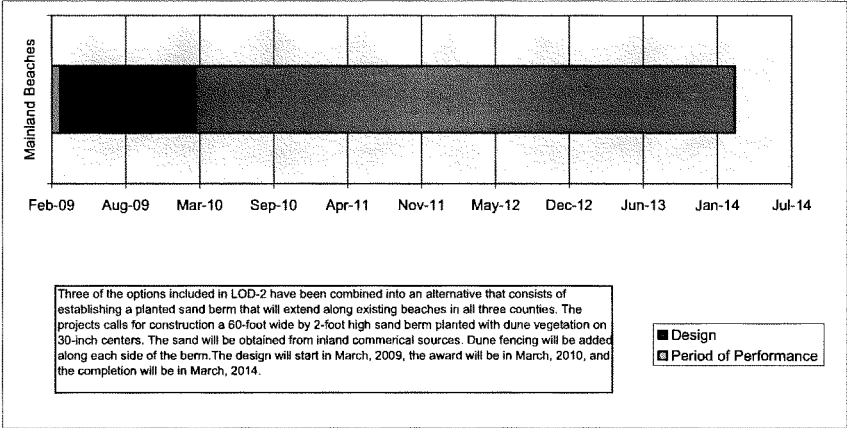 Mainland Beaches
Feb-09 Aug-09 Mar-10 Sep-10 Apr-11 Nov-11 May-12 Dec-12 Jun-13 Jan-14 Jul-14
Three of the options included in LOD-2 have been combined into an alternative that consists of
establishing a planted sand berm that will extend along existing beaches in all three counties. The
projects calls for construction a 60-foot wide by 2-foot high sand berm planted with dune vegetation on
30-inch centers. The sand will be obtained from inland commerical sources. Dune fencing will be added
along each side of the berm.The design will start in March, 2009, the award will be in March, 2010, and
the completion will be in March, 2014.
Design
Period of Performance